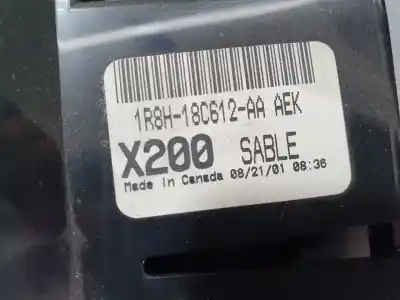 1R8H-18C612-AA AEK
X200 SABLE
Made In Canada 08/21/01 08:36